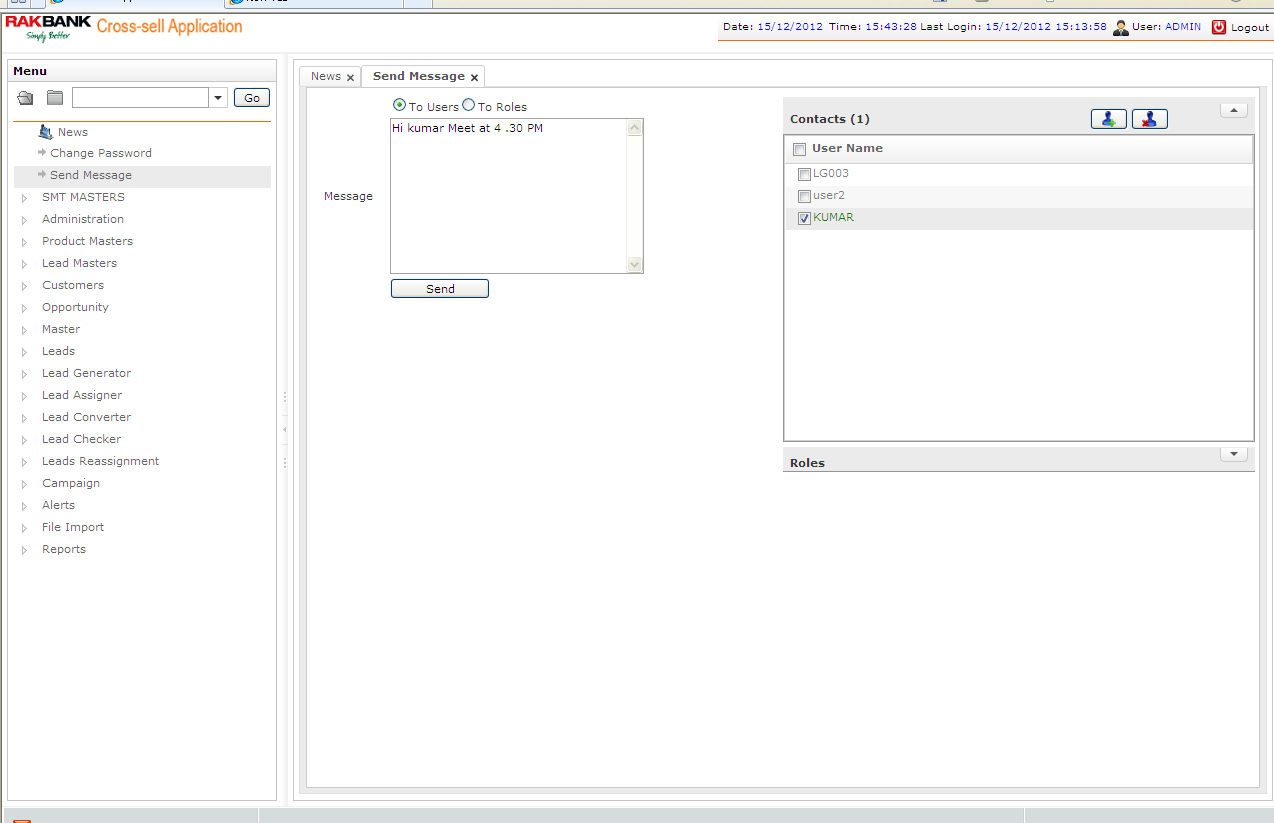 RAKBANK Cross-sell Application
Simply Better
Date: 15/12/2012 Time: 15:43:28 Last Login: 15/12/2012 15:13:58 User: ADMIN Logout
Menu
Go
News
Change Password
Send Message
SMT MASTERS
Administration
Product Masters
Lead Masters
Customers
Opportunity
Master
Leads
Lead Generator
Lead Assigner
Lead Converter
Lead Checker
Leads Reassignment
Campaign
Alerts
File Import
Reports
News x Send Message x
To Users To Roles
Message
Hi kumar Meet at 4 .30 PM
Send
Contacts (1)
User Name
LG003
user2
KUMAR
Roles